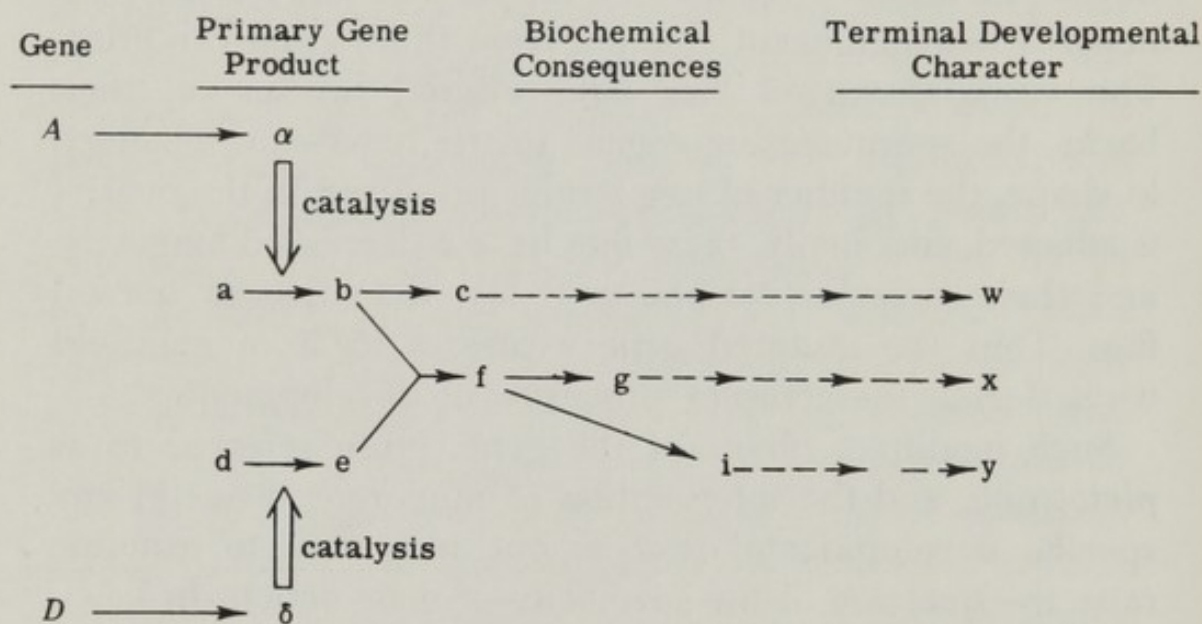 Gene
Primary Gene
Product
Biochemical
Consequences
Terminal Developmental
Character
A α
catalysis
a b c w
f g x
d e i y
catalysis
D δ